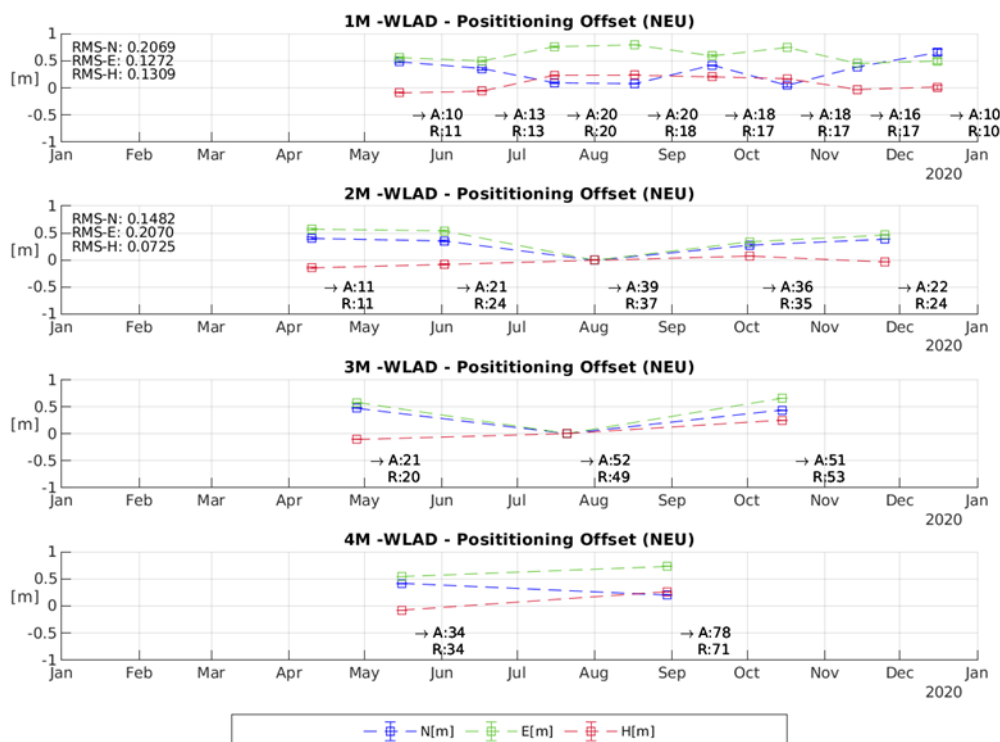 1M -WLAD - Posititioning Offset (NEU)
1
RMS-N: 0.2069
RMS-E: 0.1272
RMS-H: 0.1309
0.5
[m]
0
-0.5
-1
→ A:10 → A:13 → A:20 → A:20 → A:18 → A:18 → A:16 → A:10
R:11 R:13 R:20 R:18 R:17 R:17 R:17 R:10
Jan Feb Mar Apr May Jun Jul Aug Sep Oct Nov Dec Jan
2020
2M -WLAD - Posititioning Offset (NEU)
1
RMS-N: 0.1482
RMS-E: 0.2070
RMS-H: 0.0725
0.5
[m]
0
-0.5
-1
→ A:11 → A:21 → A:39 → A:36 → A:22
R:11 R:24 R:37 R:35 R:24
Jan Feb Mar Apr May Jun Jul Aug Sep Oct Nov Dec Jan
2020
3M -WLAD - Posititioning Offset (NEU)
1
0.5
[m]
0
-0.5
-1
→ A:21 → A:52 → A:51
R:20 R:49 R:53
Jan Feb Mar Apr May Jun Jul Aug Sep Oct Nov Dec Jan
2020
4M -WLAD - Posititioning Offset (NEU)
1
0.5
[m]
0
-0.5
-1
→ A:34 → A:78
R:34 R:71
Jan Feb Mar Apr May Jun Jul Aug Sep Oct Nov Dec Jan
2020
N[m] E[m] H[m]